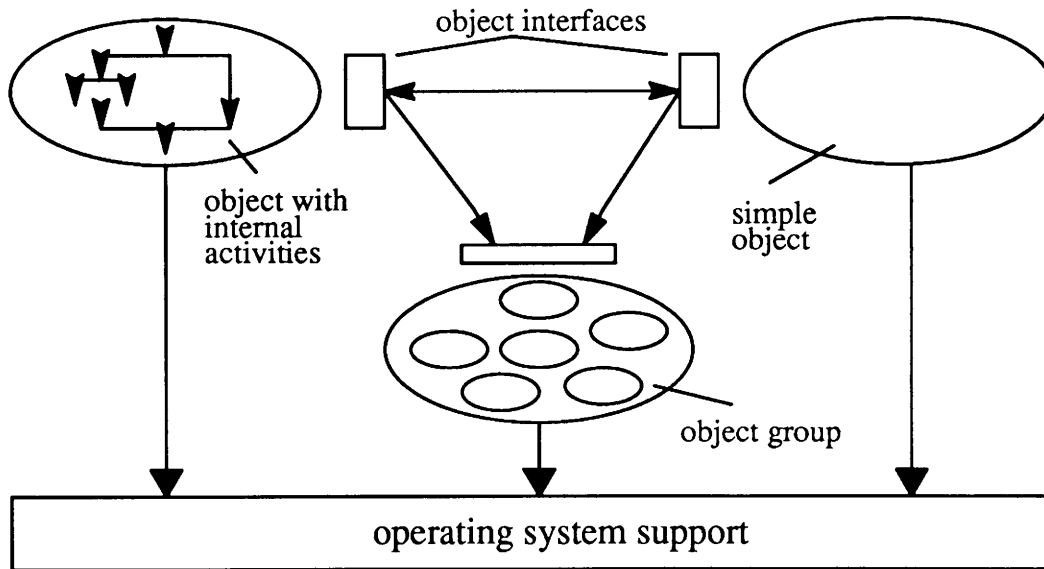 object interfaces
object with
internal
activities
simple
object
object group
operating system support